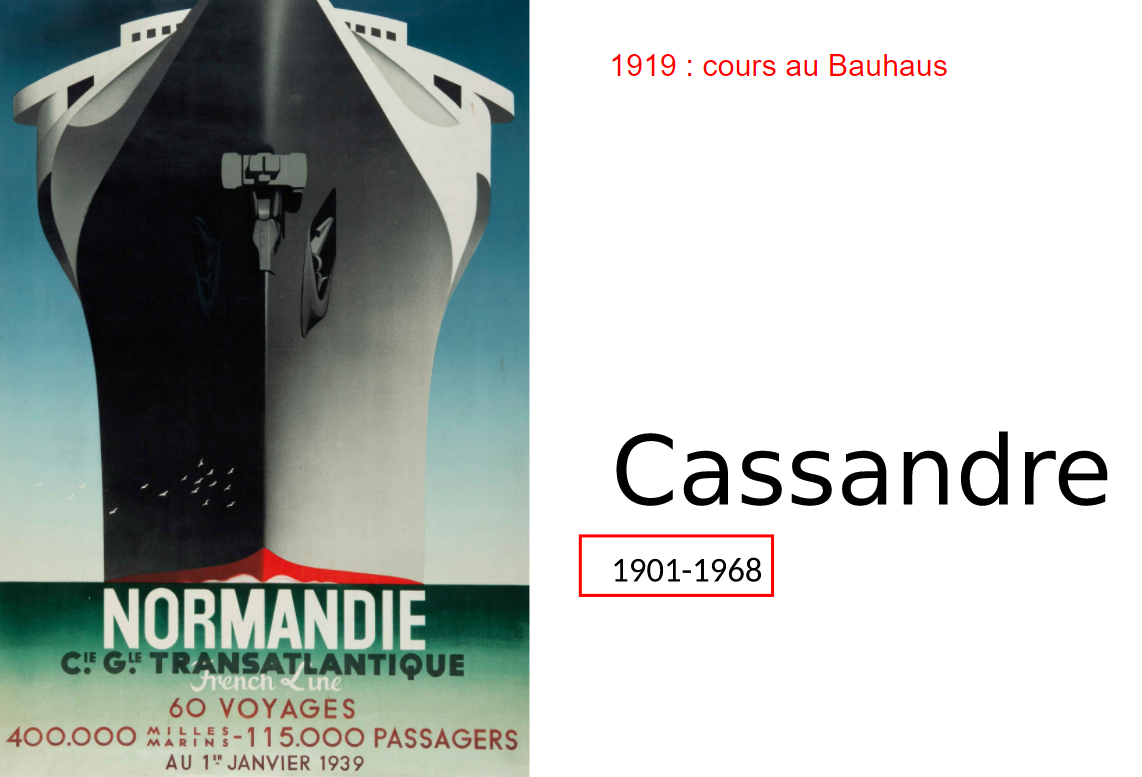 1919 : cours au Bauhaus
Cassandre
1901-1968
NORMANDIE
CIE GLE TRANSATLANTIQUE
French Line
60 VOYAGES
400.000 MILLES MARINS-115.000 PASSAGERS
AU 1ER JANVIER 1939